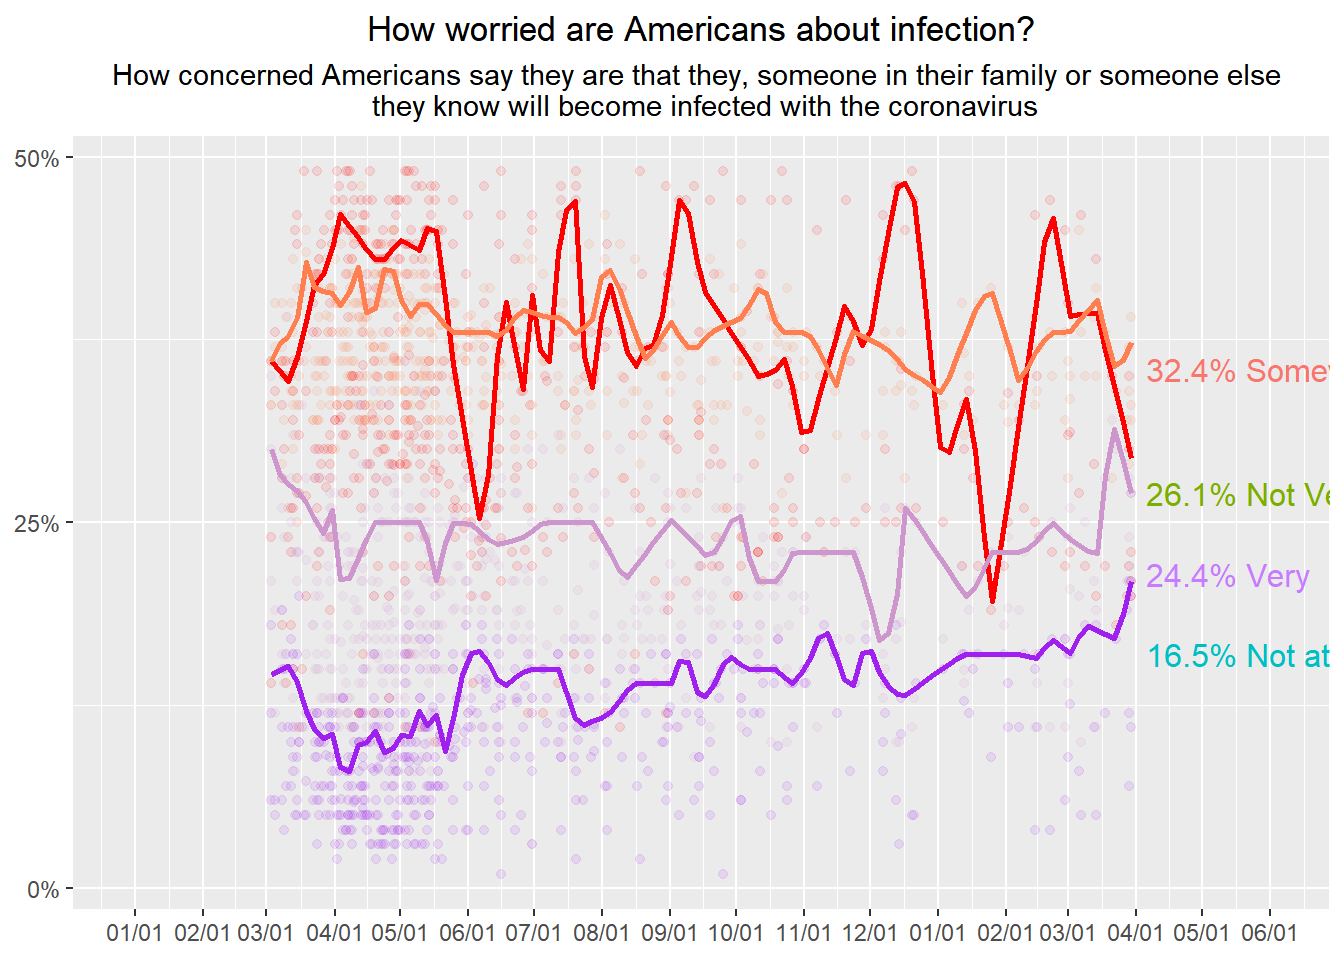 How worried are Americans about infection?
How concerned Americans say they are that they, someone in their family or someone else
they know will become infected with the coronavirus
50%
25%
0%
32.4% Somew
26.1% Not Ve
24.4% Very
16.5% Not at
01/01 02/01 03/01 04/01 05/01 06/01 07/01 08/01 09/01 10/01 11/01 12/01 01/01 02/01 03/01 04/01 05/01 06/01